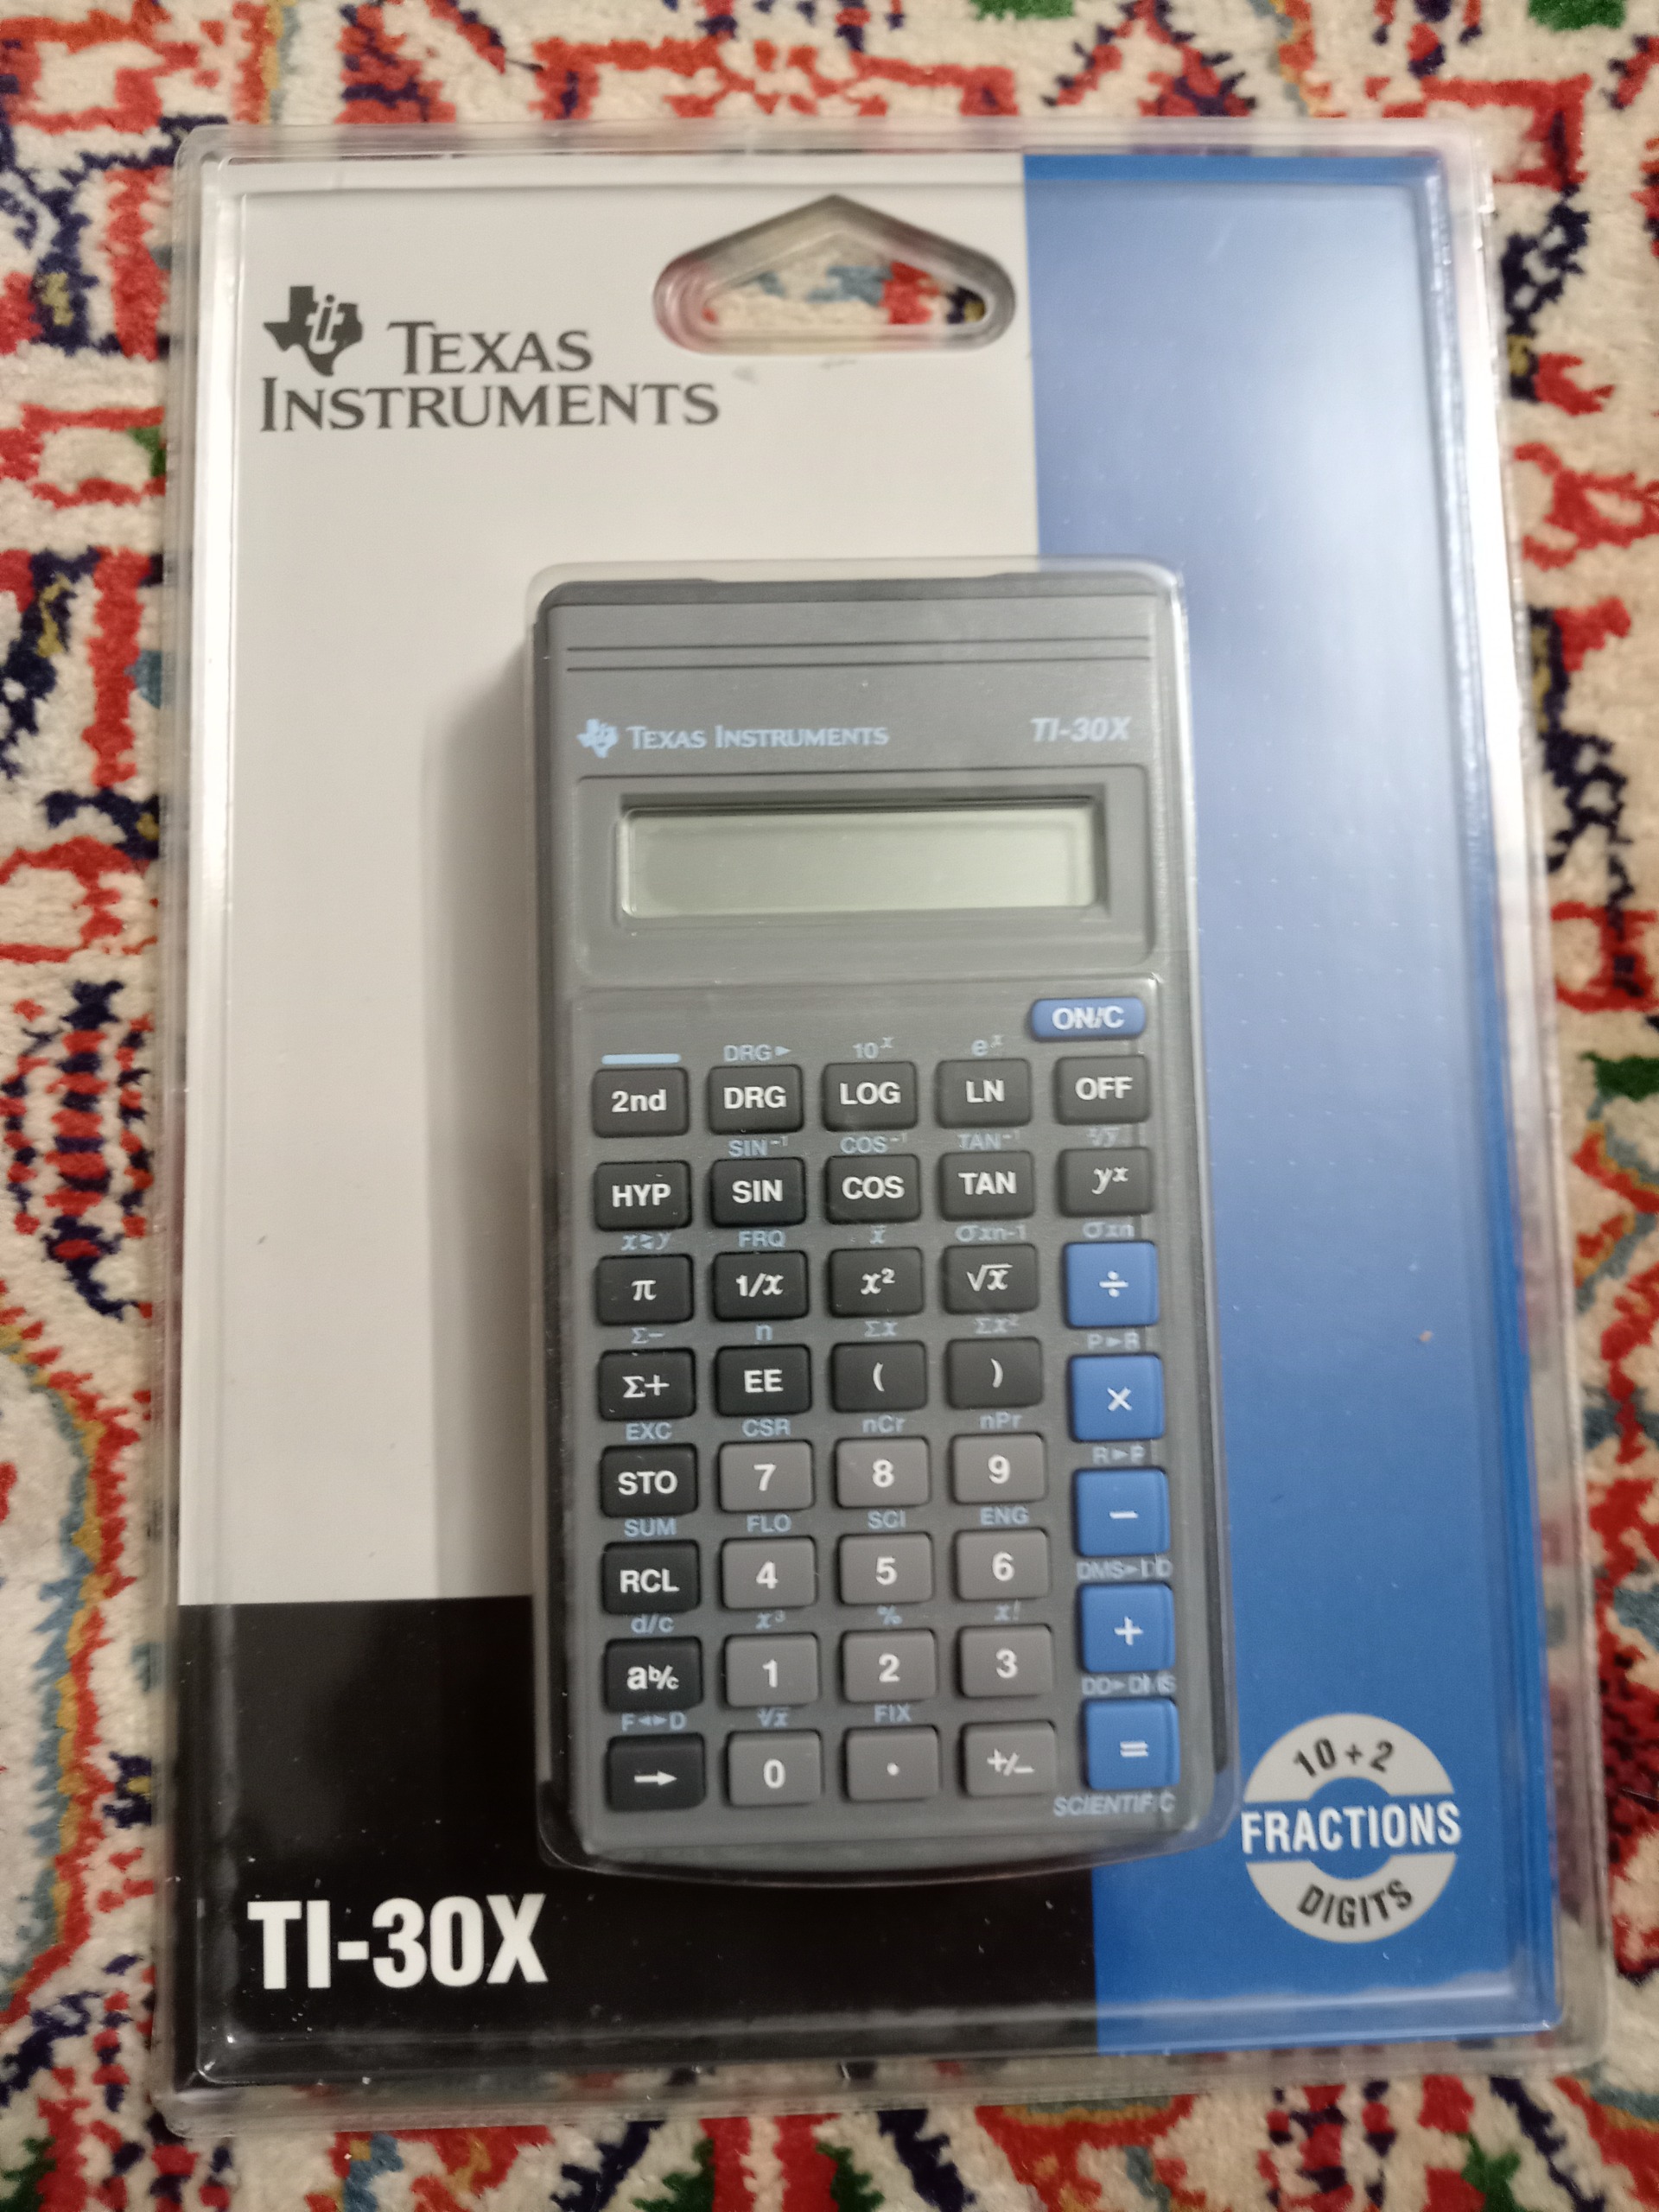 TEXAS
INSTRUMENTS
TEXAS INSTRUMENTS TI-30X
ON/C
DRG► 10ˣ eˣ
2nd DRG LOG LN OFF
SIN⁻¹ COS⁻¹ TAN⁻¹ ˣ√y
HYP SIN COS TAN yˣ
x⇆y FRQ x̄ σxn-1 σxn
π 1/x x² √x ÷
Σ− n Σx Σx² P►R
Σ+ EE ( ) ×
EXC CSR nCr nPr R►P
STO 7 8 9 −
SUM FLO SCI ENG DMS►DD
RCL 4 5 6 +
d/c x³ % x! DD►DMS
ab/c 1 2 3 =
F◄►D ³√x FIX
→ 0 . +/−
SCIENTIFIC
10+2
FRACTIONS
DIGITS
TI-30X